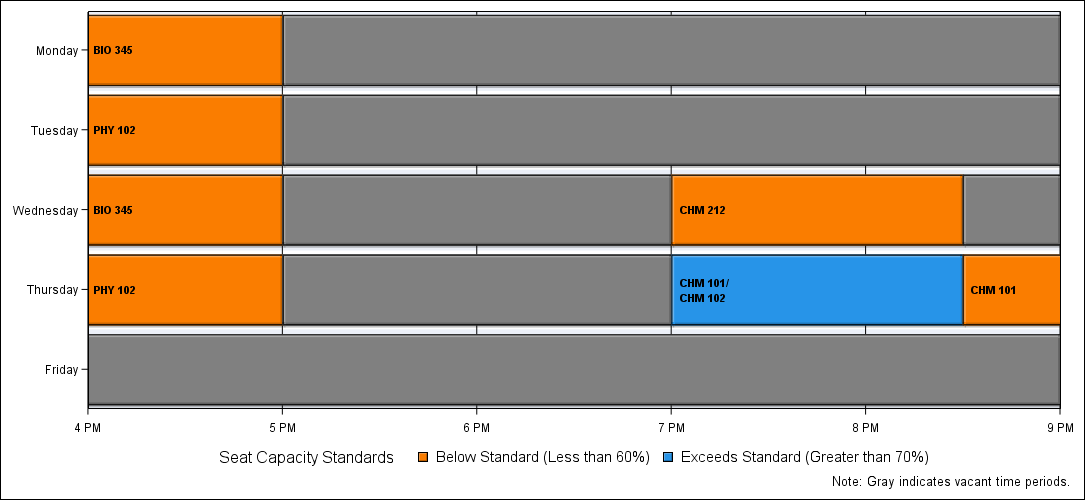 Monday
BIO 345
Tuesday
PHY 102
Wednesday
BIO 345
CHM 212
Thursday
PHY 102
CHM 101/
CHM 102
CHM 101
Friday
4 PM 5 PM 6 PM 7 PM 8 PM 9 PM
Seat Capacity Standards Below Standard (Less than 60%) Exceeds Standard (Greater than 70%)
Note: Gray indicates vacant time periods.